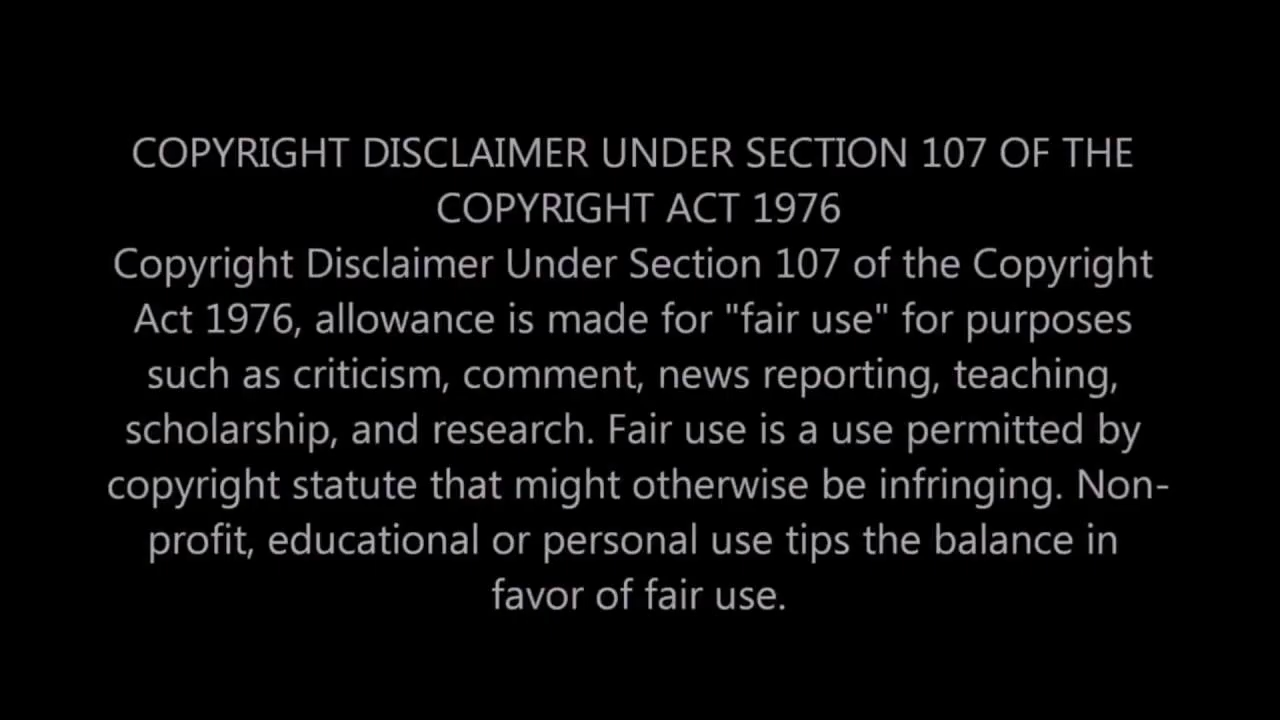 COPYRIGHT DISCLAIMER UNDER SECTION 107 OF THE
COPYRIGHT ACT 1976
Copyright Disclaimer Under Section 107 of the Copyright
Act 1976, allowance is made for "fair use" for purposes
such as criticism, comment, news reporting, teaching,
scholarship, and research. Fair use is a use permitted by
copyright statute that might otherwise be infringing. Non-
profit, educational or personal use tips the balance in
favor of fair use.